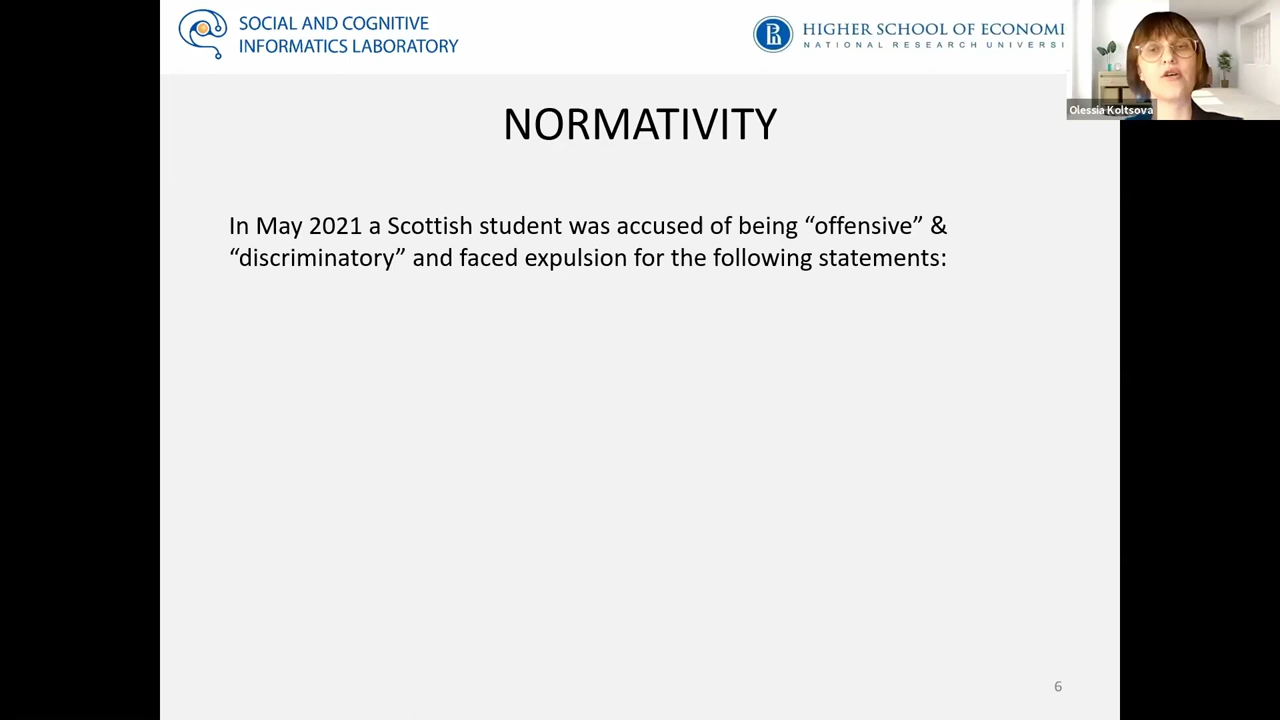 SOCIAL AND COGNITIVE
INFORMATICS LABORATORY
HIGHER SCHOOL OF ECONOMI
NATIONAL RESEARCH UNIVERSI
Olessia Koltsova
NORMATIVITY
In May 2021 a Scottish student was accused of being “offensive” &
“discriminatory” and faced expulsion for the following statements:
6